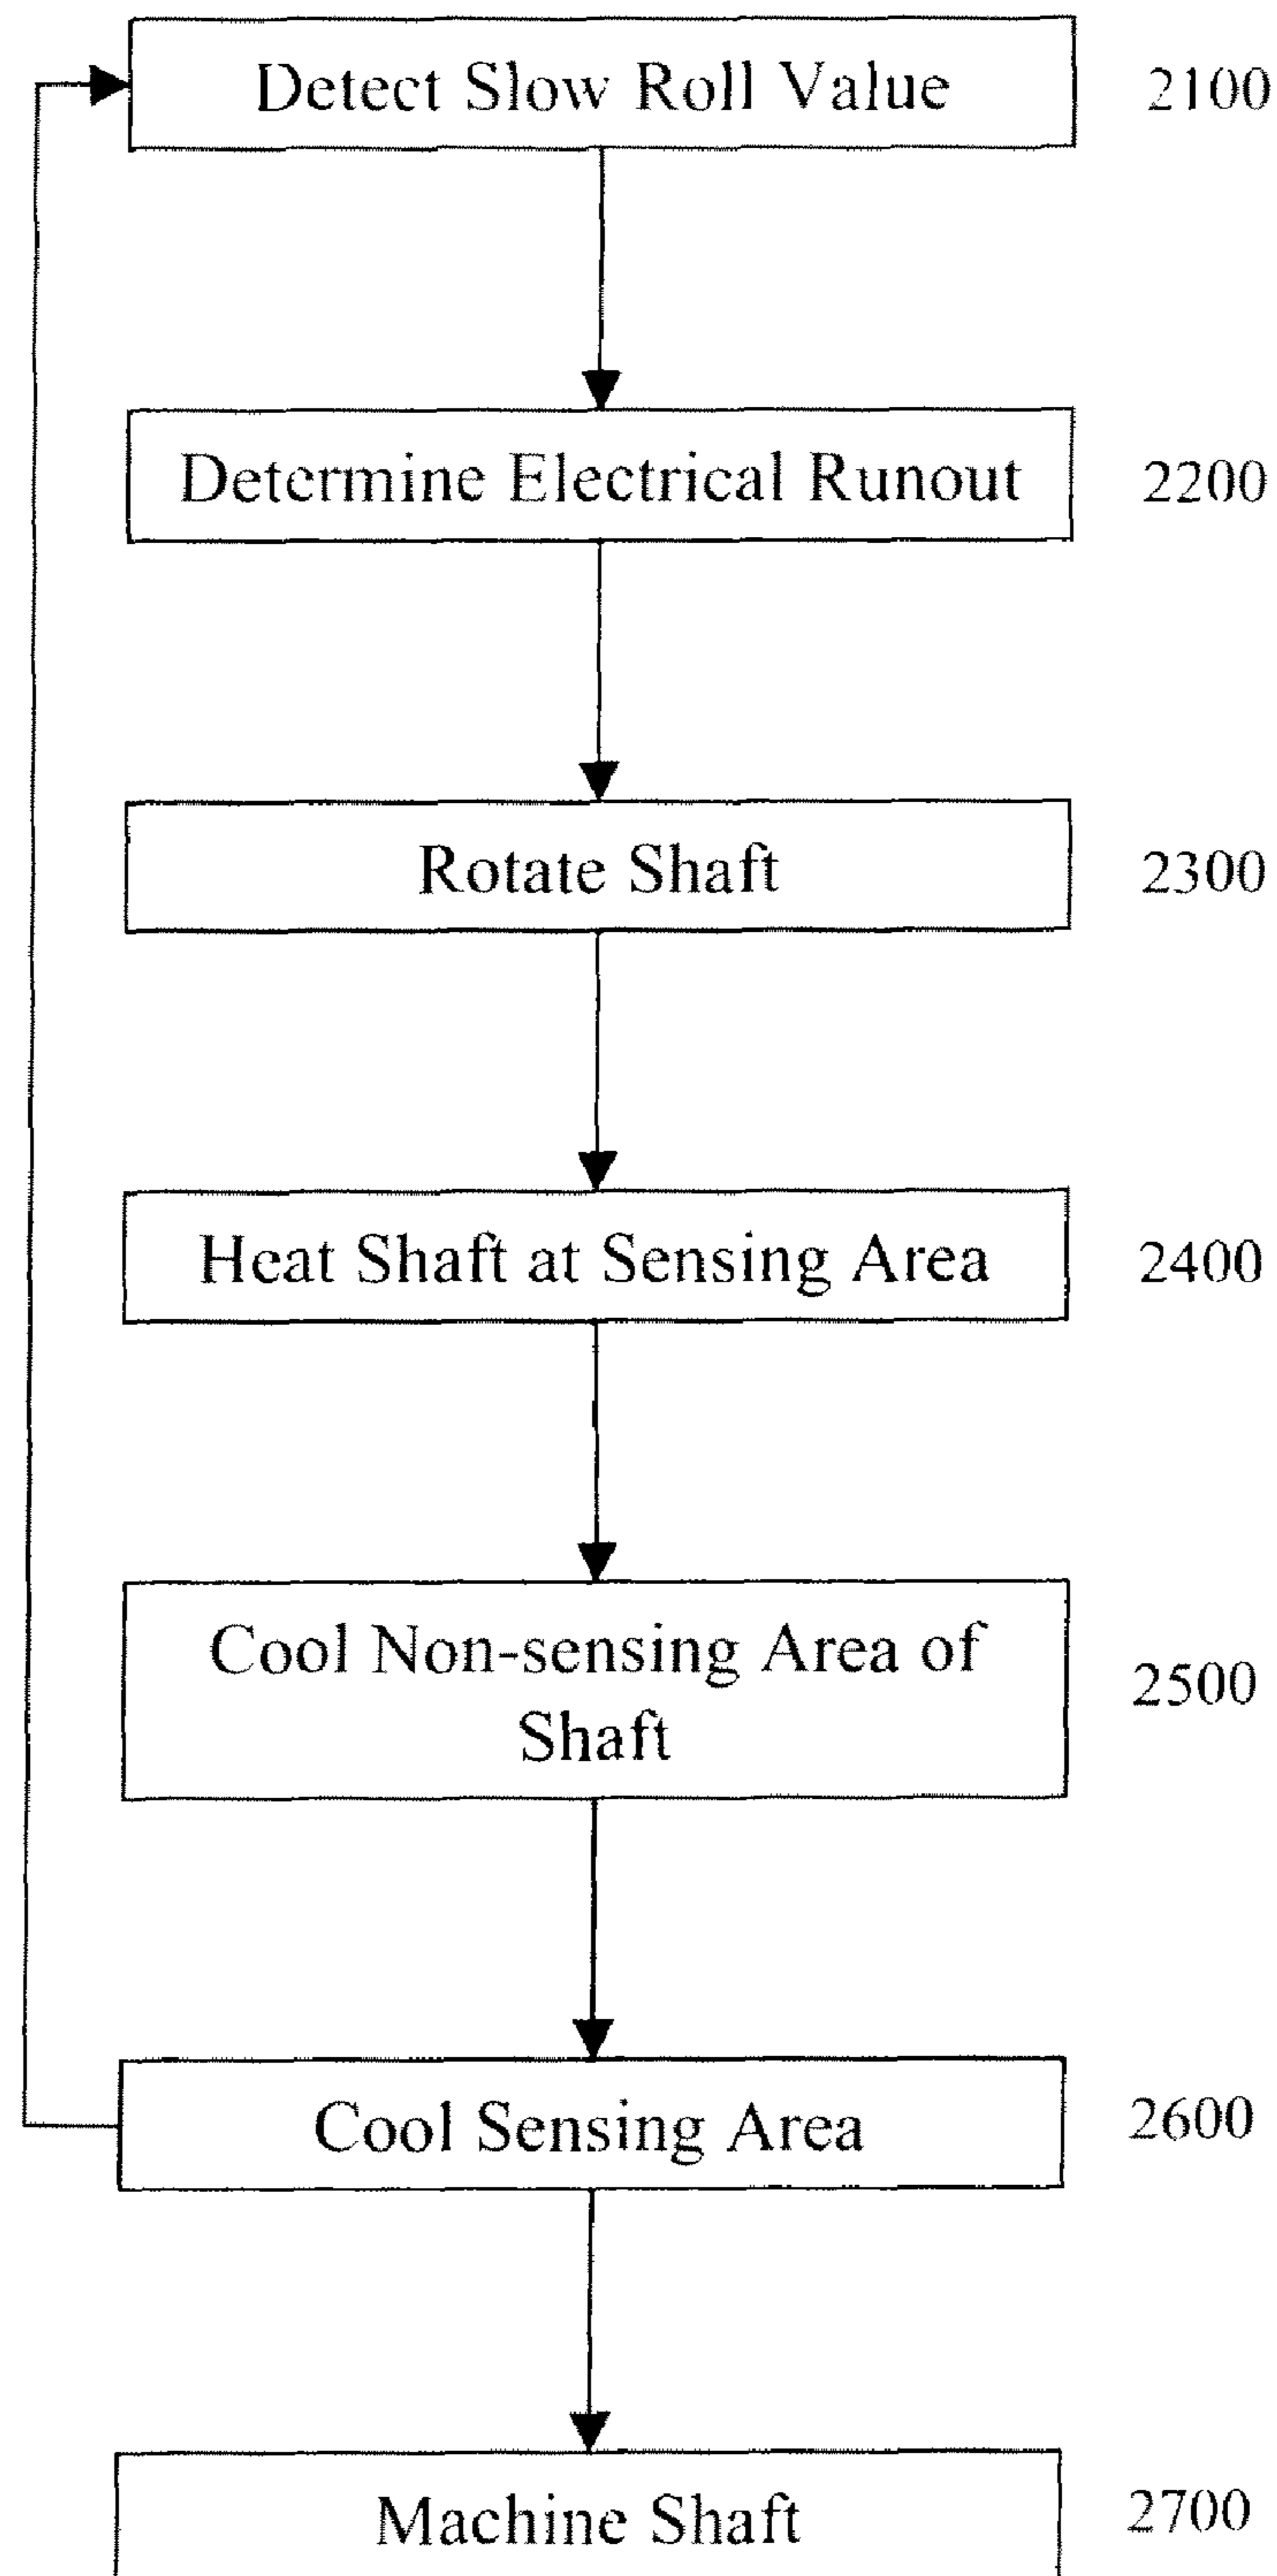 Detect Slow Roll Value 2100
Determine Electrical Runout 2200
Rotate Shaft 2300
Heat Shaft at Sensing Area 2400
Cool Non-sensing Area of
Shaft 2500
Cool Sensing Area 2600
Machine Shaft 2700